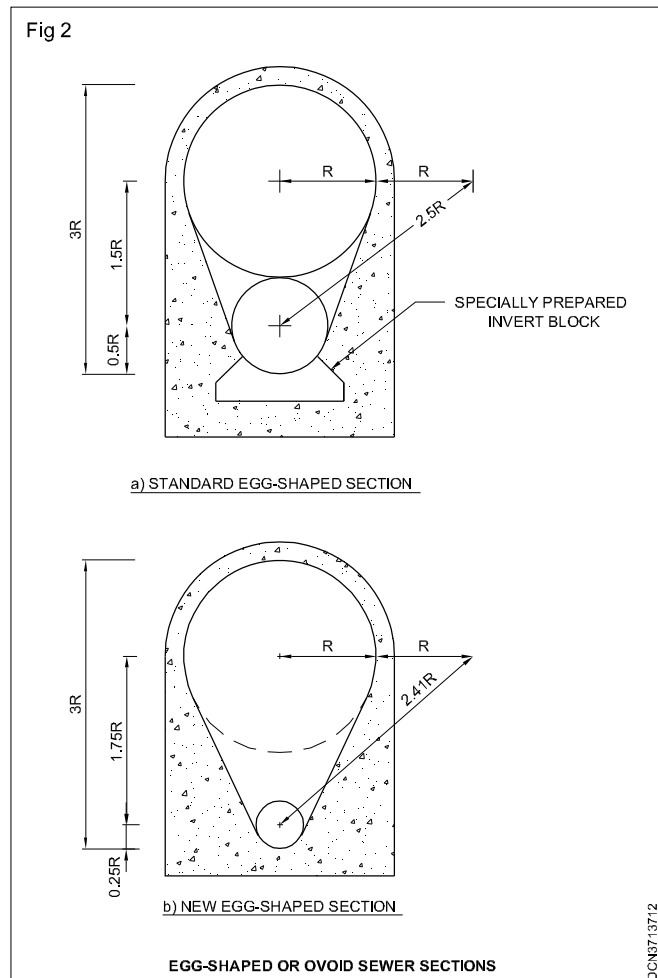 Fig 2
R
R
3R
1.5R
2.5R
0.5R
SPECIALLY PREPARED
INVERT BLOCK
a) STANDARD EGG-SHAPED SECTION
R
R
3R
1.75R
2.41R
0.25R
b) NEW EGG-SHAPED SECTION
EGG-SHAPED OR OVOID SEWER SECTIONS
DCN3713712